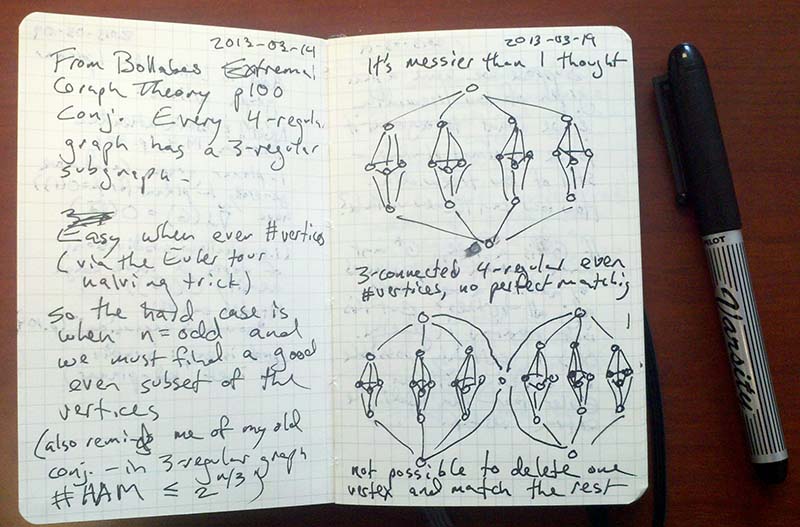 2013-03-14
From Bollabas Extremal
Graph Theory p100
Conj. Every 4-regular
graph has a 3-regular
subgraph.
Easy when even #vertices
(via the Euler tour
halving trick)
So the hard case is
when n=odd and
we must find a good
even subset of the
vertices
(also reminds me of my old
conj. – in 3-regular graph
#HAM ≤ 2^n/3)
2013-03-19
It's messier than I thought
3-connected 4-regular even
#vertices, no perfect matching
not possible to delete one
vertex and match the rest
PILOT
Varsity